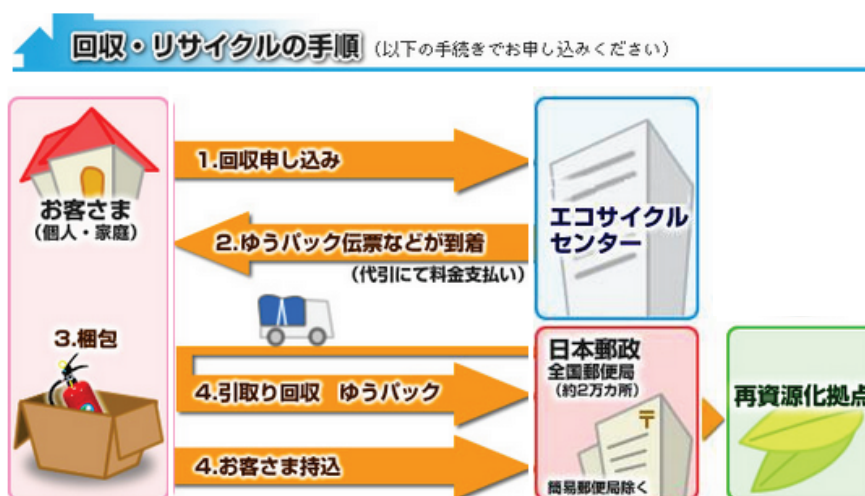 回収・リサイクルの手順 (以下の手続きでお申し込みください)
お客さま
(個人・家庭)
1.回収申し込み
エコサイクル
センター
2.ゆうパック伝票などが到着
(代引にて料金支払い)
3.梱包
4.引取り回収 ゆうパック
4.お客さま持込
日本郵政
全国郵便局
(約2万カ所)
〒
簡易郵便局除く
再資源化拠点